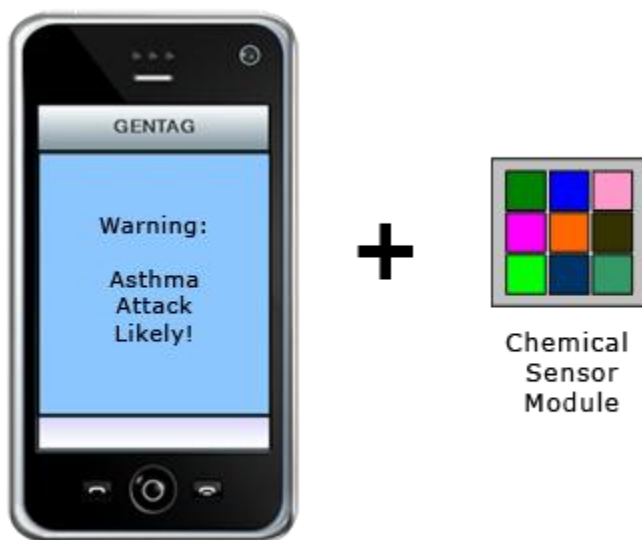 GENTAG
Warning:
Asthma
Attack
Likely!
+
Chemical
Sensor
Module